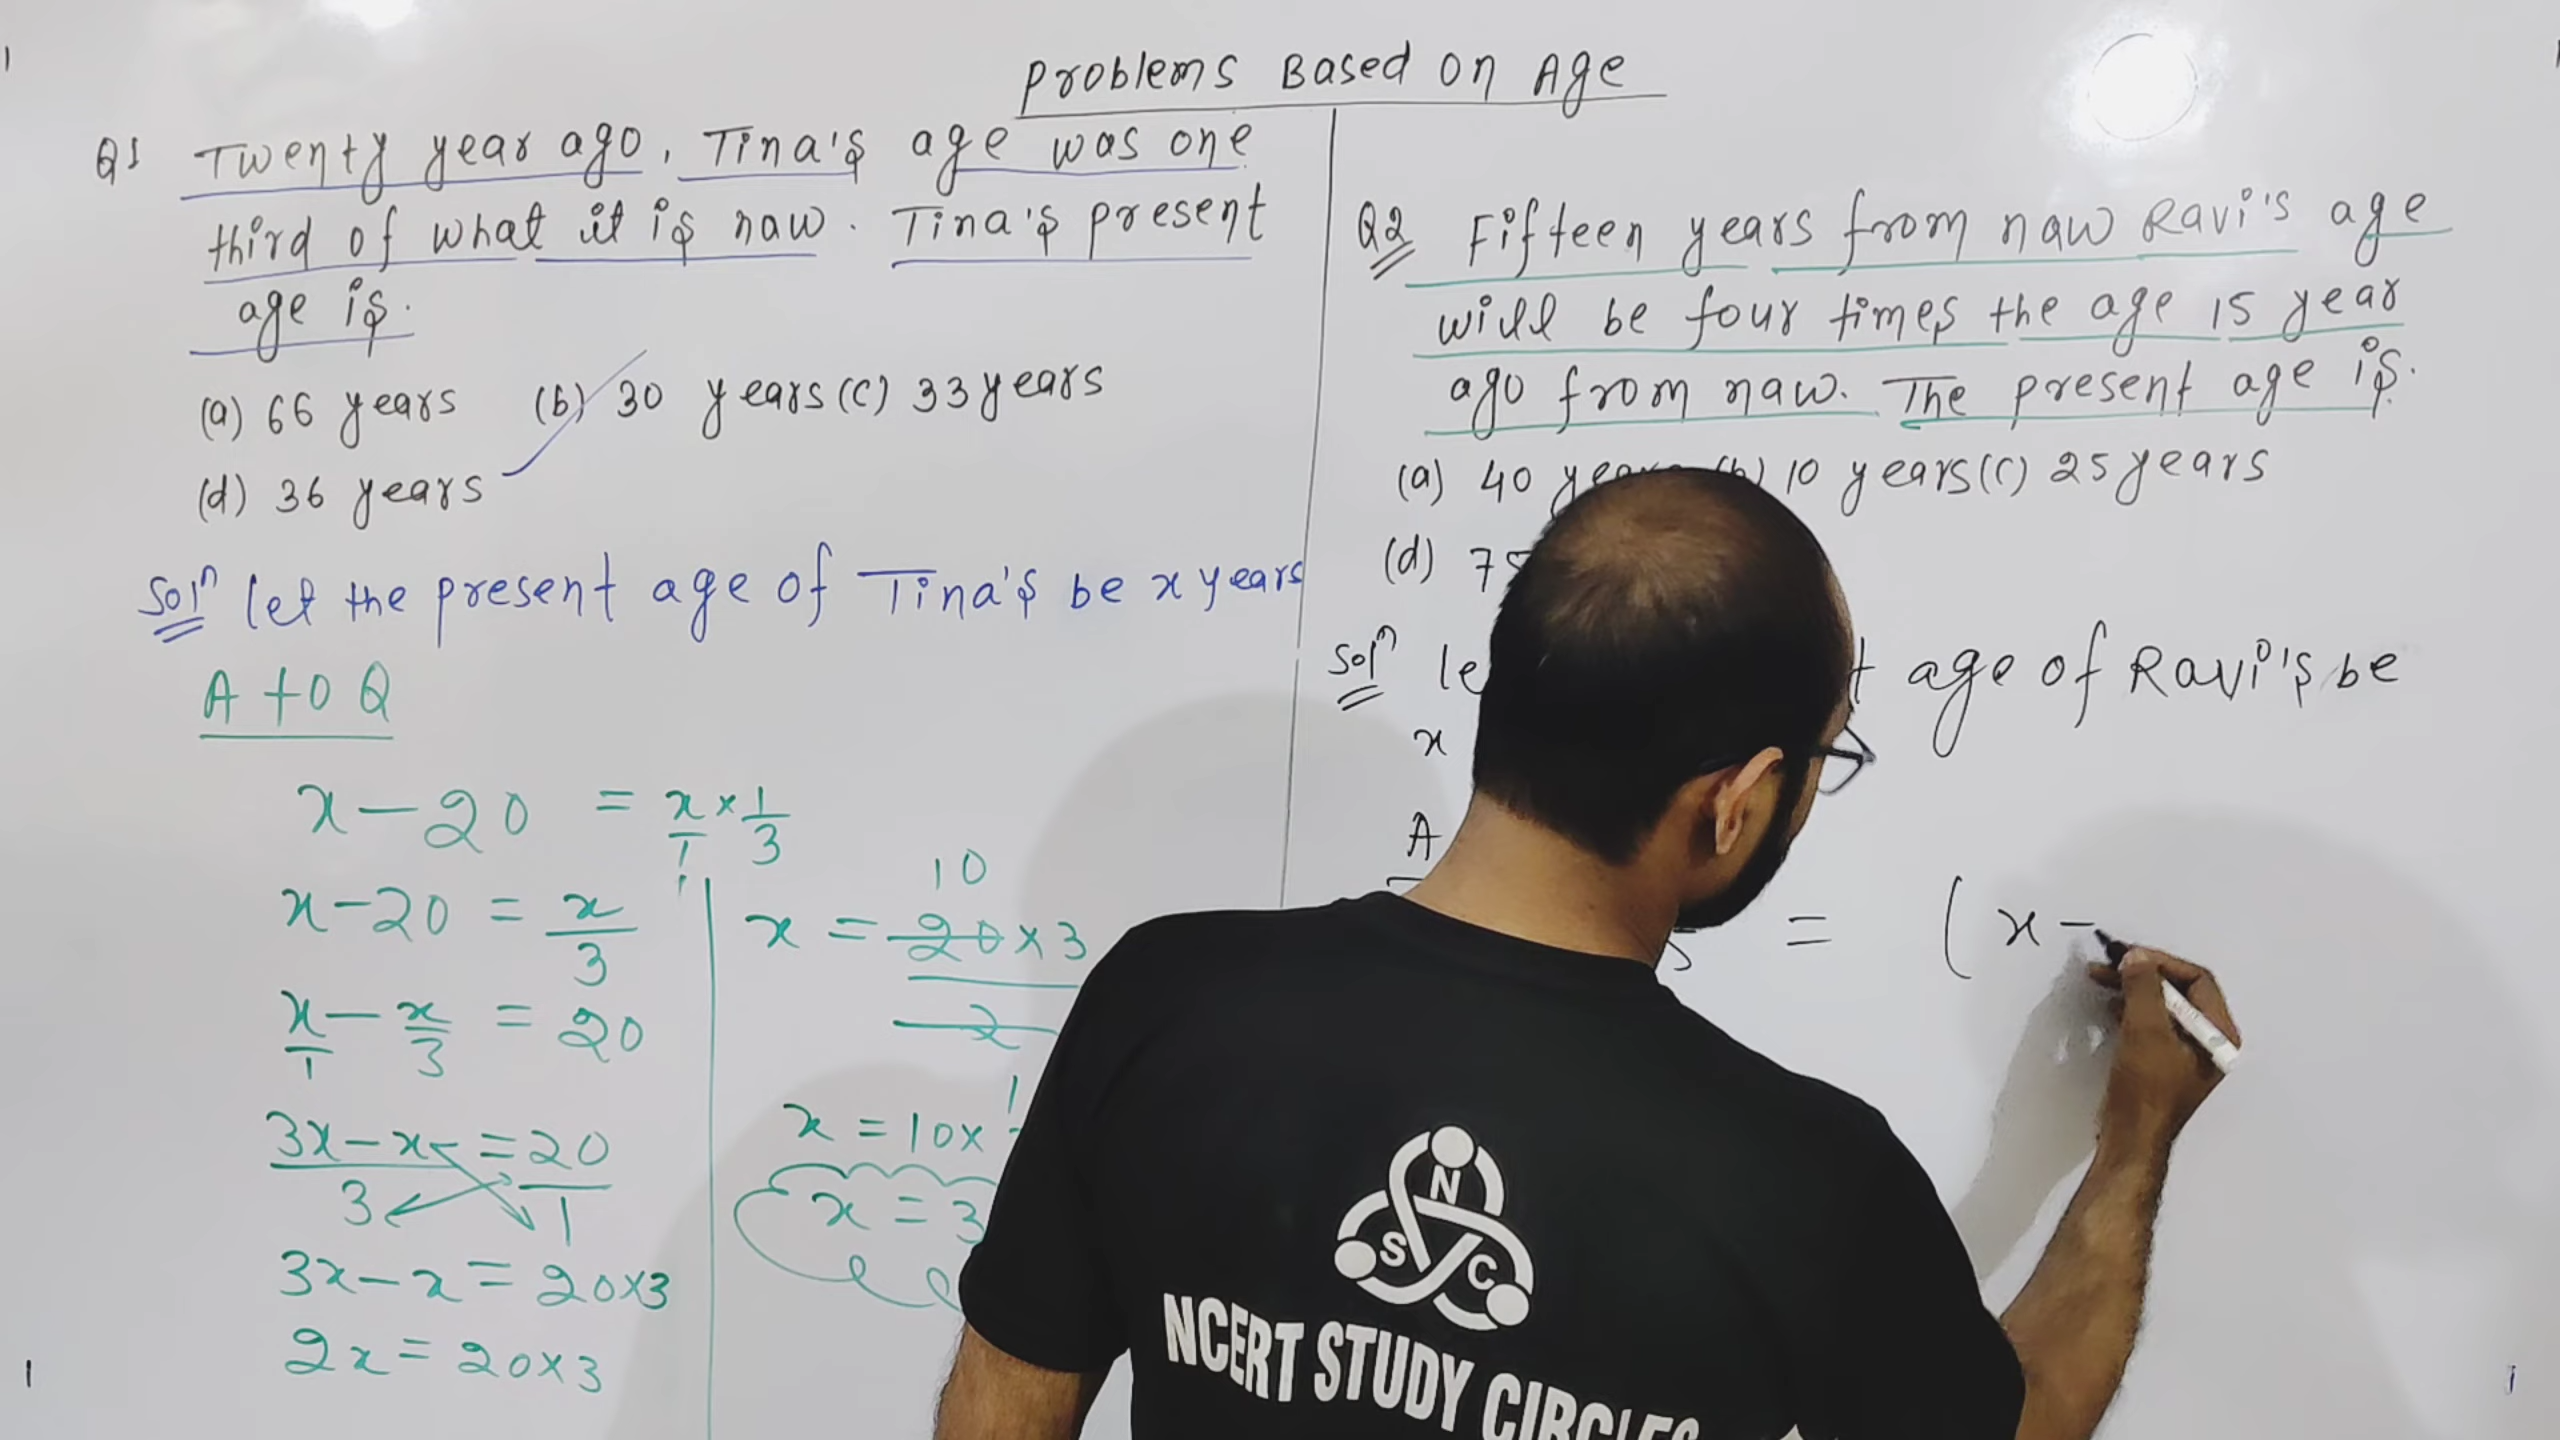 Problems Based on Age
Q1 Twenty year ago, Tina's age was one
third of what it is naw. Tina's present
age is.
(a) 66 years (b) 30 years (c) 33 years
(d) 36 years
Solⁿ let the present age of Tina's be x years
A to Q
x - 20 = x/1 × 1/3
x - 20 = x/3
x/1 - x/3 = 20
3x - x/3 = 20/1
3x - x = 20×3
2x = 20×3
10
x = 20×3
2
x = 10×
x = 3
Q2 Fifteen years from naw Ravi's age
will be four times the age 15 year
ago from naw. The present age is.
(a) 40 (b) 10 years (c) 25 years
(d)
Solⁿ age of Ravi's be
x
A
= (x -
N
S C
NCERT STUDY CIRCLES